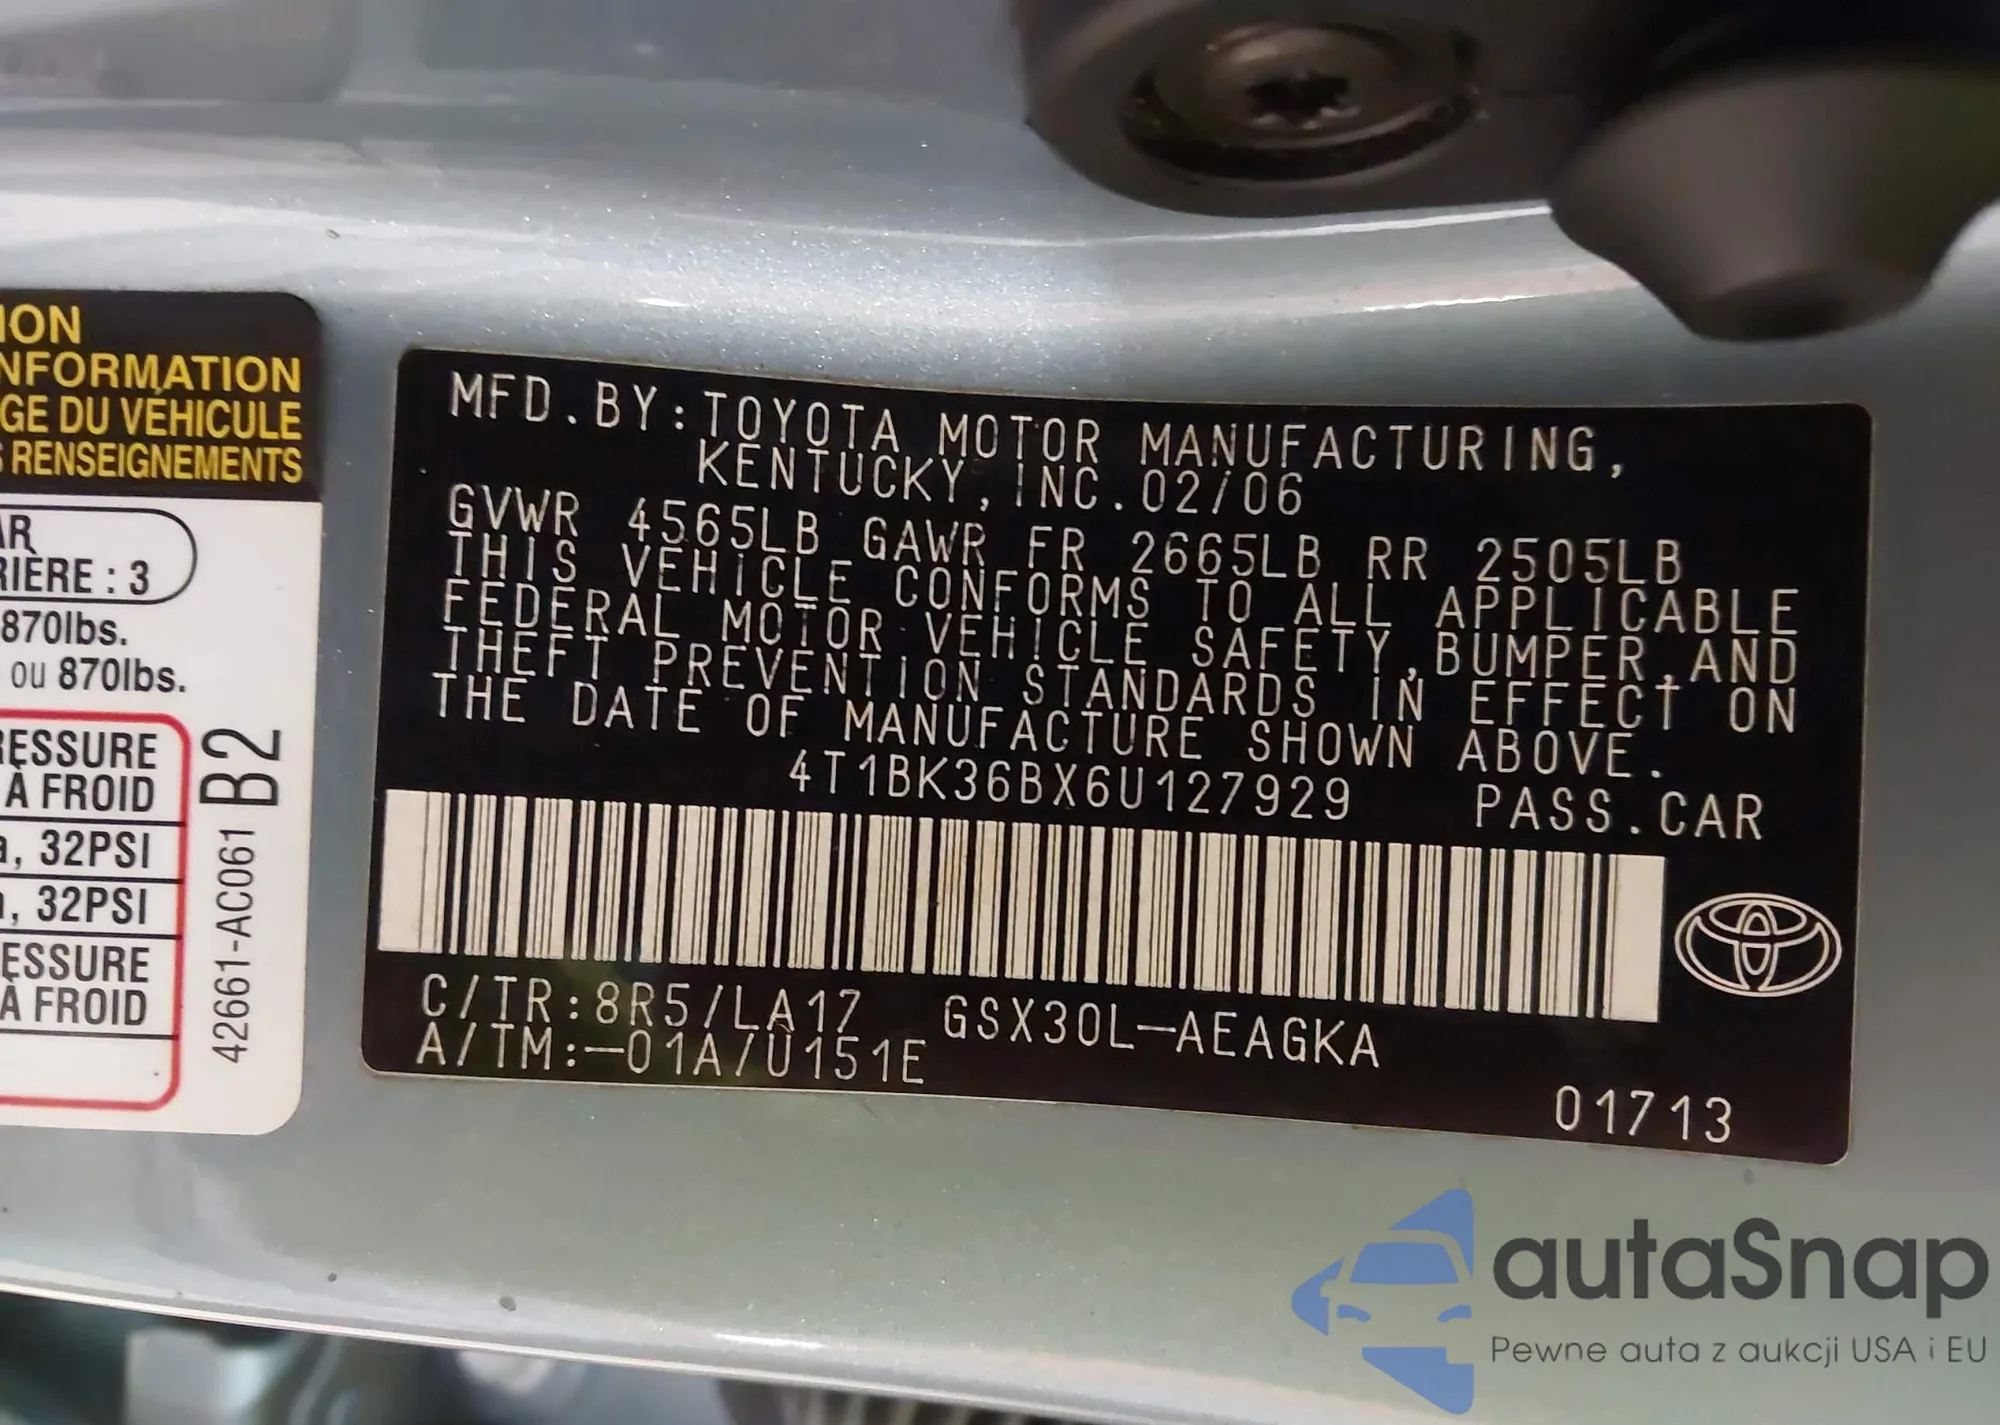 ION
NFORMATION
GE DU VÉHICULE
S RENSEIGNEMENTS
AR
RIÈRE : 3
870lbs.
ou 870lbs.
RESSURE
À FROID
a, 32PSI
, 32PSI
ESSURE
À FROID
42661-AC061 B2
MFD.BY:TOYOTA MOTOR MANUFACTURING,
KENTUCKY,INC.02/06
GVWR 4565LB GAWR FR 2665LB RR 2505LB
THIS VEHICLE CONFORMS TO ALL APPLICABLE
FEDERAL MOTOR VEHICLE SAFETY,BUMPER,AND
THEFT PREVENTION STANDARDS IN EFFECT ON
THE DATE OF MANUFACTURE SHOWN ABOVE.
4T1BK36BX6U127929 PASS.CAR
C/TR:8R5/LA17 GSX30L-AEAGKA
A/TM:-01A/U151E
01713
autaSnap
Pewne auta z aukcji USA i EU